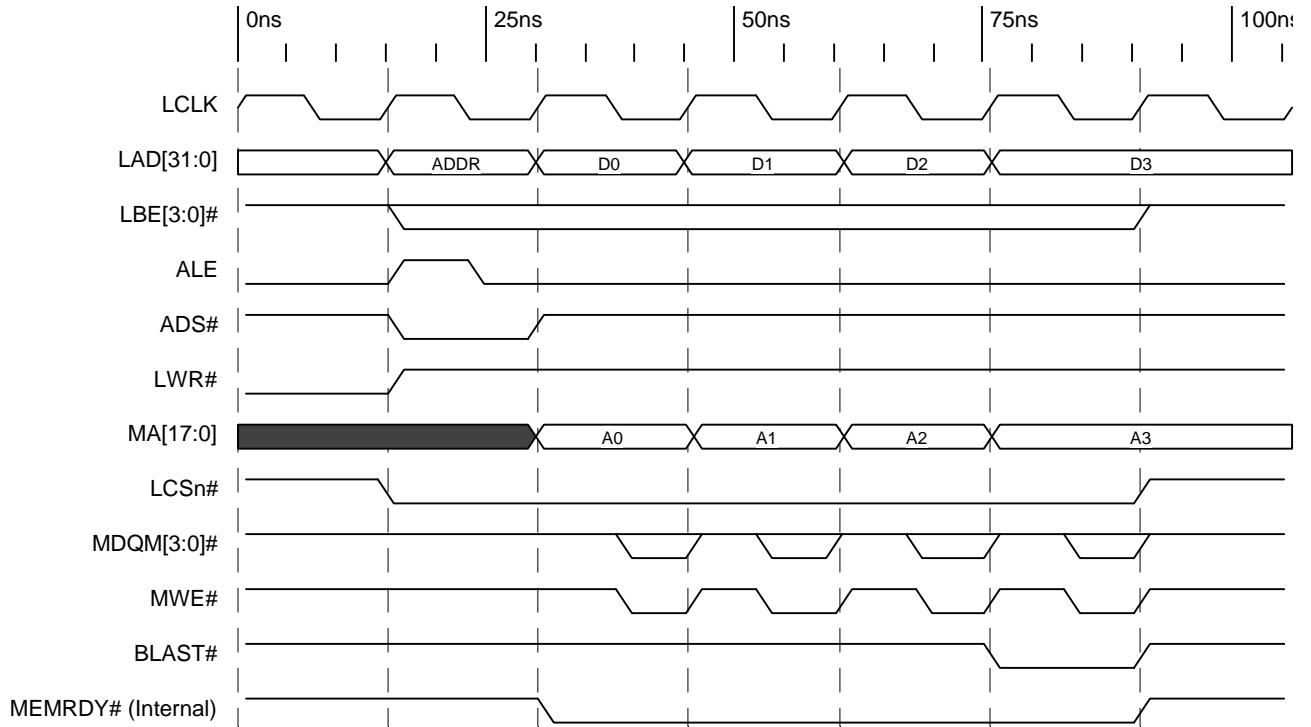 0ns 25ns 50ns 75ns 100ns
LCLK
LAD[31:0] ADDR D0 D1 D2 D3
LBE[3:0]#
ALE
ADS#
LWR#
MA[17:0] A0 A1 A2 A3
LCSn#
MDQM[3:0]#
MWE#
BLAST#
MEMRDY# (Internal)